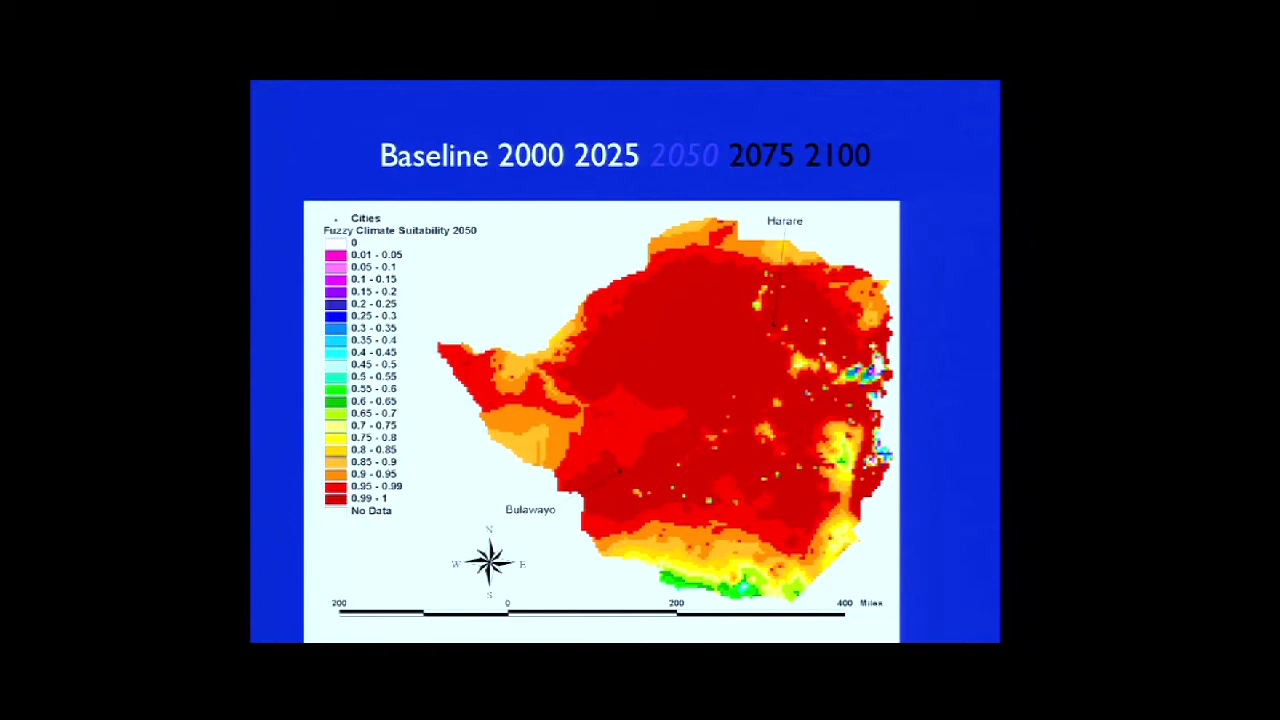 Baseline 2000 2025 2050 2075 2100
Cities
Fuzzy Climate Suitability 2050
0
0.01 - 0.05
0.05 - 0.1
0.1 - 0.15
0.15 - 0.2
0.2 - 0.25
0.25 - 0.3
0.3 - 0.35
0.35 - 0.4
0.4 - 0.45
0.45 - 0.5
0.5 - 0.55
0.55 - 0.6
0.6 - 0.65
0.65 - 0.7
0.7 - 0.75
0.75 - 0.8
0.8 - 0.85
0.85 - 0.9
0.9 - 0.95
0.95 - 0.99
0.99 - 1
No Data
Harare
Bulawayo
N
W E
S
200 0 200 400 Miles